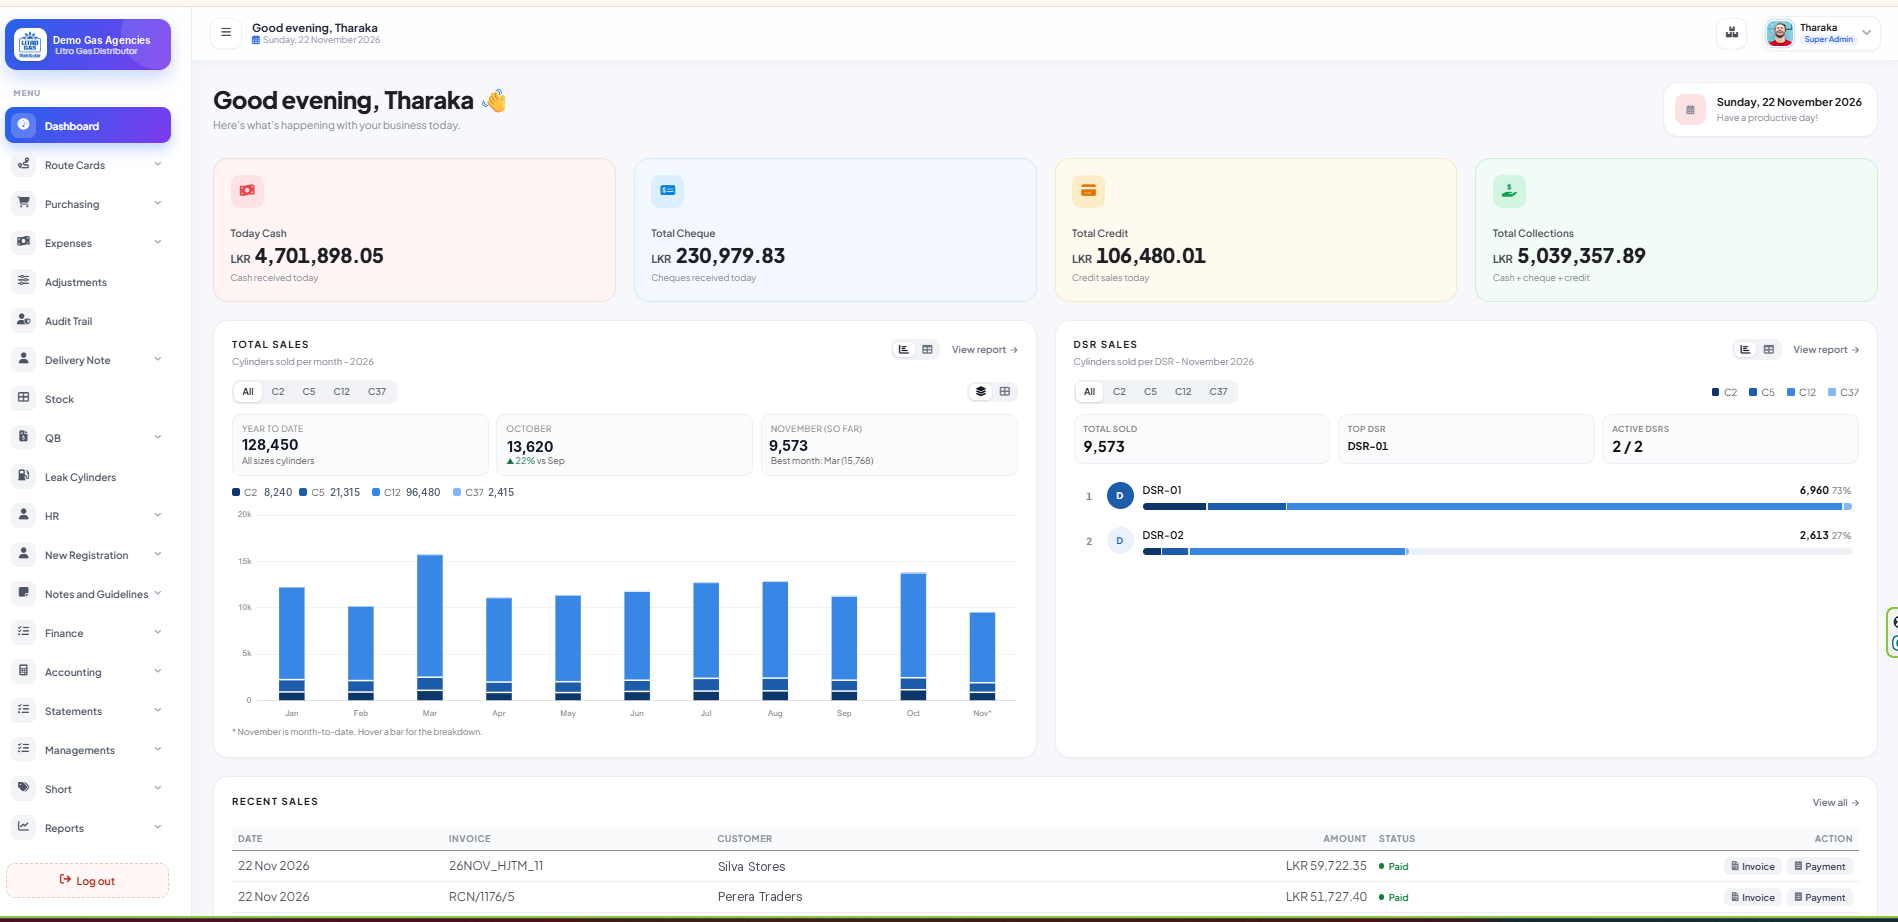 Demo Gas Agencies
Litro Gas Distributor
LITRO
GAS
MENU
Dashboard
Route Cards
Purchasing
Expenses
Adjustments
Audit Trail
Delivery Note
Stock
QB
Leak Cylinders
HR
New Registration
Notes and Guidelines
Finance
Accounting
Statements
Managements
Short
Reports
Log out
Good evening, Tharaka
Sunday, 22 November 2026
Tharaka
Super Admin
Good evening, Tharaka 👋
Here's what's happening with your business today.
Sunday, 22 November 2026
Have a productive day!
Today Cash
LKR 4,701,898.05
Cash received today
Total Cheque
LKR 230,979.83
Cheques received today
Total Credit
LKR 106,480.01
Credit sales today
Total Collections
LKR 5,039,357.89
Cash + cheque + credit
TOTAL SALES
Cylinders sold per month - 2026
View report →
All C2 C5 C12 C37
YEAR TO DATE
128,450
All sizes cylinders
OCTOBER
13,620
▲ 22% vs Sep
NOVEMBER (SO FAR)
9,573
Best month: Mar (15,768)
C2 8,240 C5 21,315 C12 96,480 C37 2,415
20k
15k
10k
5k
0
Jan Feb Mar Apr May Jun Jul Aug Sep Oct Nov*
* November is month-to-date. Hover a bar for the breakdown.
DSR SALES
Cylinders sold per DSR - November 2026
View report →
All C2 C5 C12 C37
C2 C5 C12 C37
TOTAL SOLD
9,573
TOP DSR
DSR-01
ACTIVE DSRS
2 / 2
1 D DSR-01 6,960 73%
2 D DSR-02 2,613 27%
RECENT SALES
View all →
DATE INVOICE CUSTOMER AMOUNT STATUS ACTION
22 Nov 2026 26NOV_HJTM_11 Silva Stores LKR 59,722.35 Paid Invoice Payment
22 Nov 2026 RCN/1176/5 Perera Traders LKR 51,727.40 Paid Invoice Payment